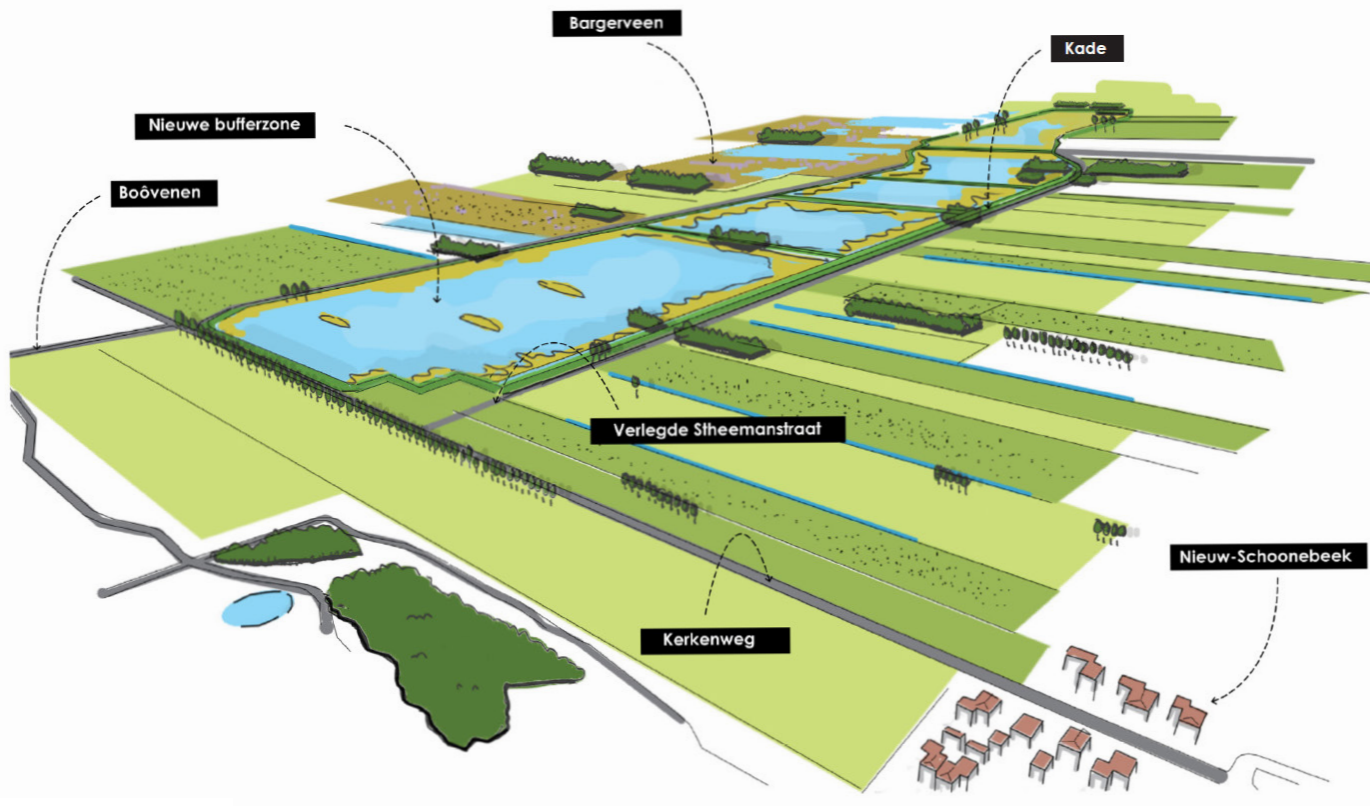 Bargerveen
Kade
Nieuwe bufferzone
Boôvenen
Verlegde Stheemanstraat
Nieuw-Schoonebeek
Kerkenweg